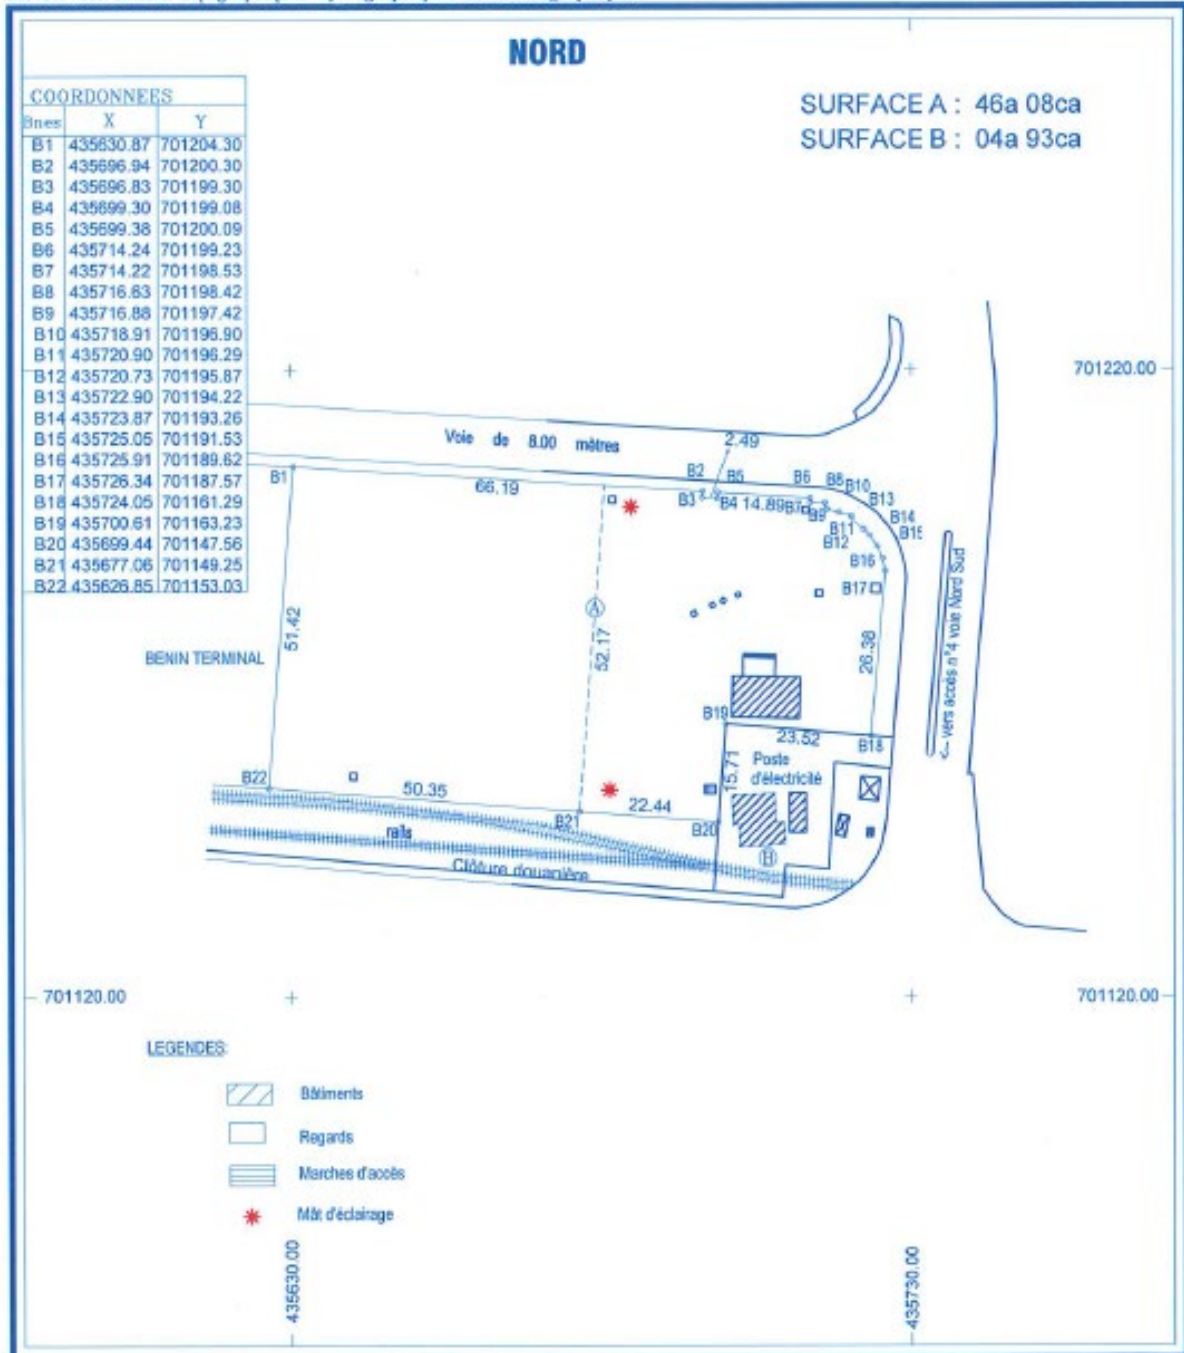 NORD
SURFACE A : 46a 08ca
SURFACE B : 04a 93ca
COORDONNEES
Bnes X Y
B1 435630.87 701204.30
B2 435696.94 701200.30
B3 435696.83 701199.30
B4 435699.30 701199.08
B5 435699.38 701200.09
B6 435714.24 701199.23
B7 435714.22 701198.53
B8 435716.63 701198.42
B9 435716.88 701197.42
B10 435718.91 701196.90
B11 435720.90 701196.29
B12 435720.73 701195.87
B13 435722.90 701194.22
B14 435723.87 701193.26
B15 435725.05 701191.53
B16 435725.91 701189.62
B17 435726.34 701187.57
B18 435724.05 701161.29
B19 435700.61 701163.23
B20 435699.44 701147.56
B21 435677.06 701149.25
B22 435626.85 701153.03
701220.00
Voie de 8.00 mètres
2.49
B1
66.19
B2
B5
B6
B8
B10
B3
B4
14.89
B7
B9
B13
B14
B15
B11
B12
B16
B17
A
51.42
52.17
26.38
<-- vers accès n°4 voie Nord Sud
BENIN TERMINAL
B19
23.52
B18
15.71
Poste
d'électricité
B22
50.35
B21
22.44
B20
rails
H
Clôture douanière
701120.00
701120.00
LEGENDES:
Bâtiments
Regards
Marches d'accès
Mât d'éclairage
435630.00
435730.00